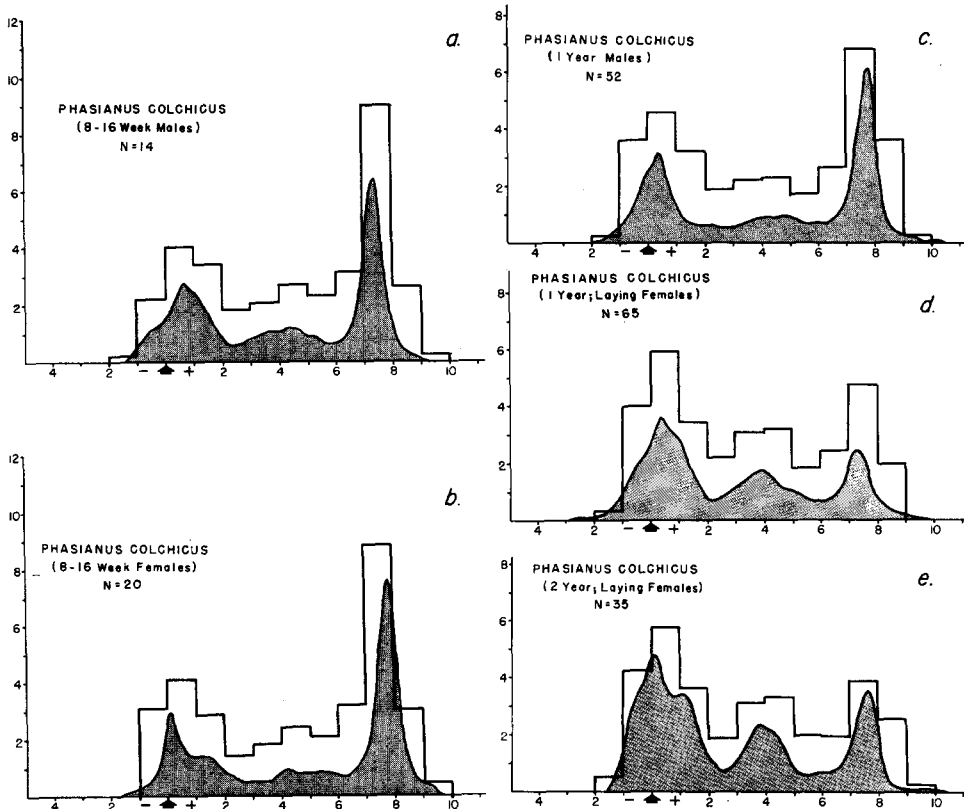 a.
PHASIANUS COLCHICUS
(8-16 Week Males)
N=14
12
10
8
6
4
2
4 2 - + 2 4 6 8 10
b.
PHASIANUS COLCHICUS
(8-16 Week Females)
N=20
12
10
8
6
4
2
4 2 - + 2 4 6 8 10
c.
PHASIANUS COLCHICUS
(1 Year Males)
N=52
8
6
4
2
4 2 - + 2 4 6 8 10
d.
PHASIANUS COLCHICUS
(1 Year; Laying Females)
N=65
8
6
4
2
4 2 - + 2 4 6 8 10
e.
PHASIANUS COLCHICUS
(2 Year; Laying Females)
N=35
8
6
4
2
4 2 - + 2 4 6 8 10